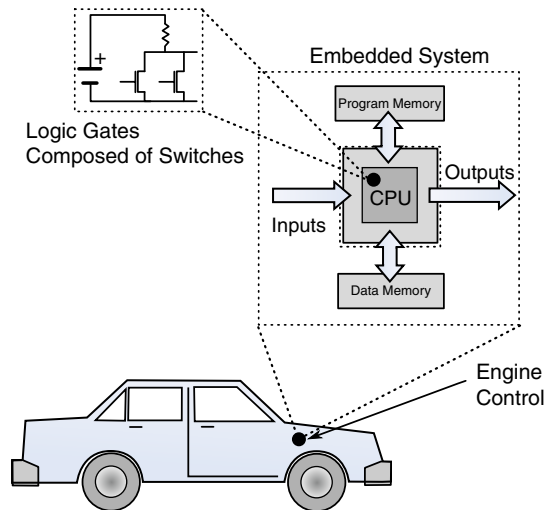 +
Embedded System
Program Memory
Logic Gates
Composed of Switches
Outputs
CPU
Inputs
Data Memory
Engine
Control